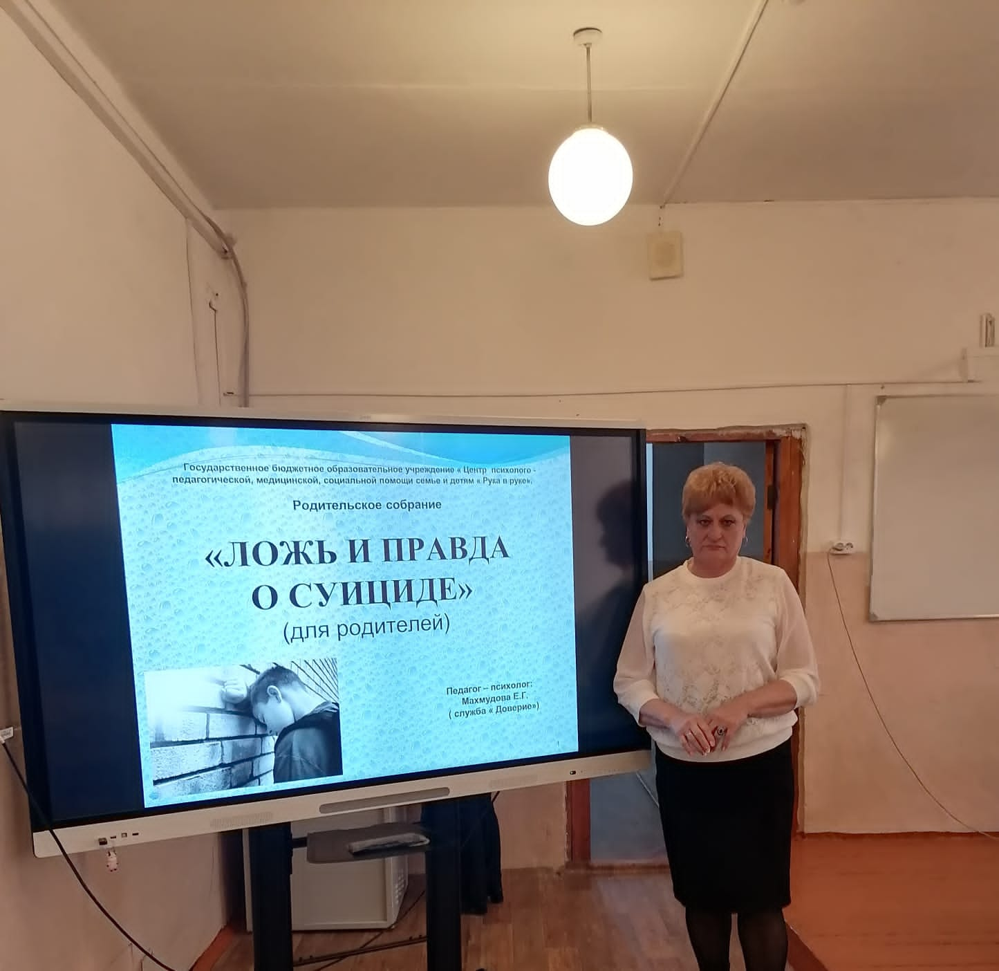 Государственное бюджетное образовательное учреждение « Центр психолого -
педагогической, медицинской, социальной помощи семье и детям « Рука в руке».
Родительское собрание
«ЛОЖЬ И ПРАВДА
О СУИЦИДЕ»
(для родителей)
Педагог – психолог:
Махмудова Е.Г.
( служба « Доверие»)
1